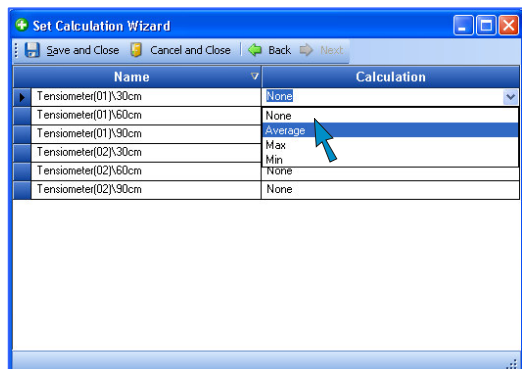 Set Calculation Wizard
Save and Close Cancel and Close Back Next
Name Calculation
Tensiometer(01)\30cm None
Tensiometer(01)\60cm None
Tensiometer(01)\90cm Average
Tensiometer(02)\30cm Max
Min
Tensiometer(02)\60cm None
Tensiometer(02)\90cm None